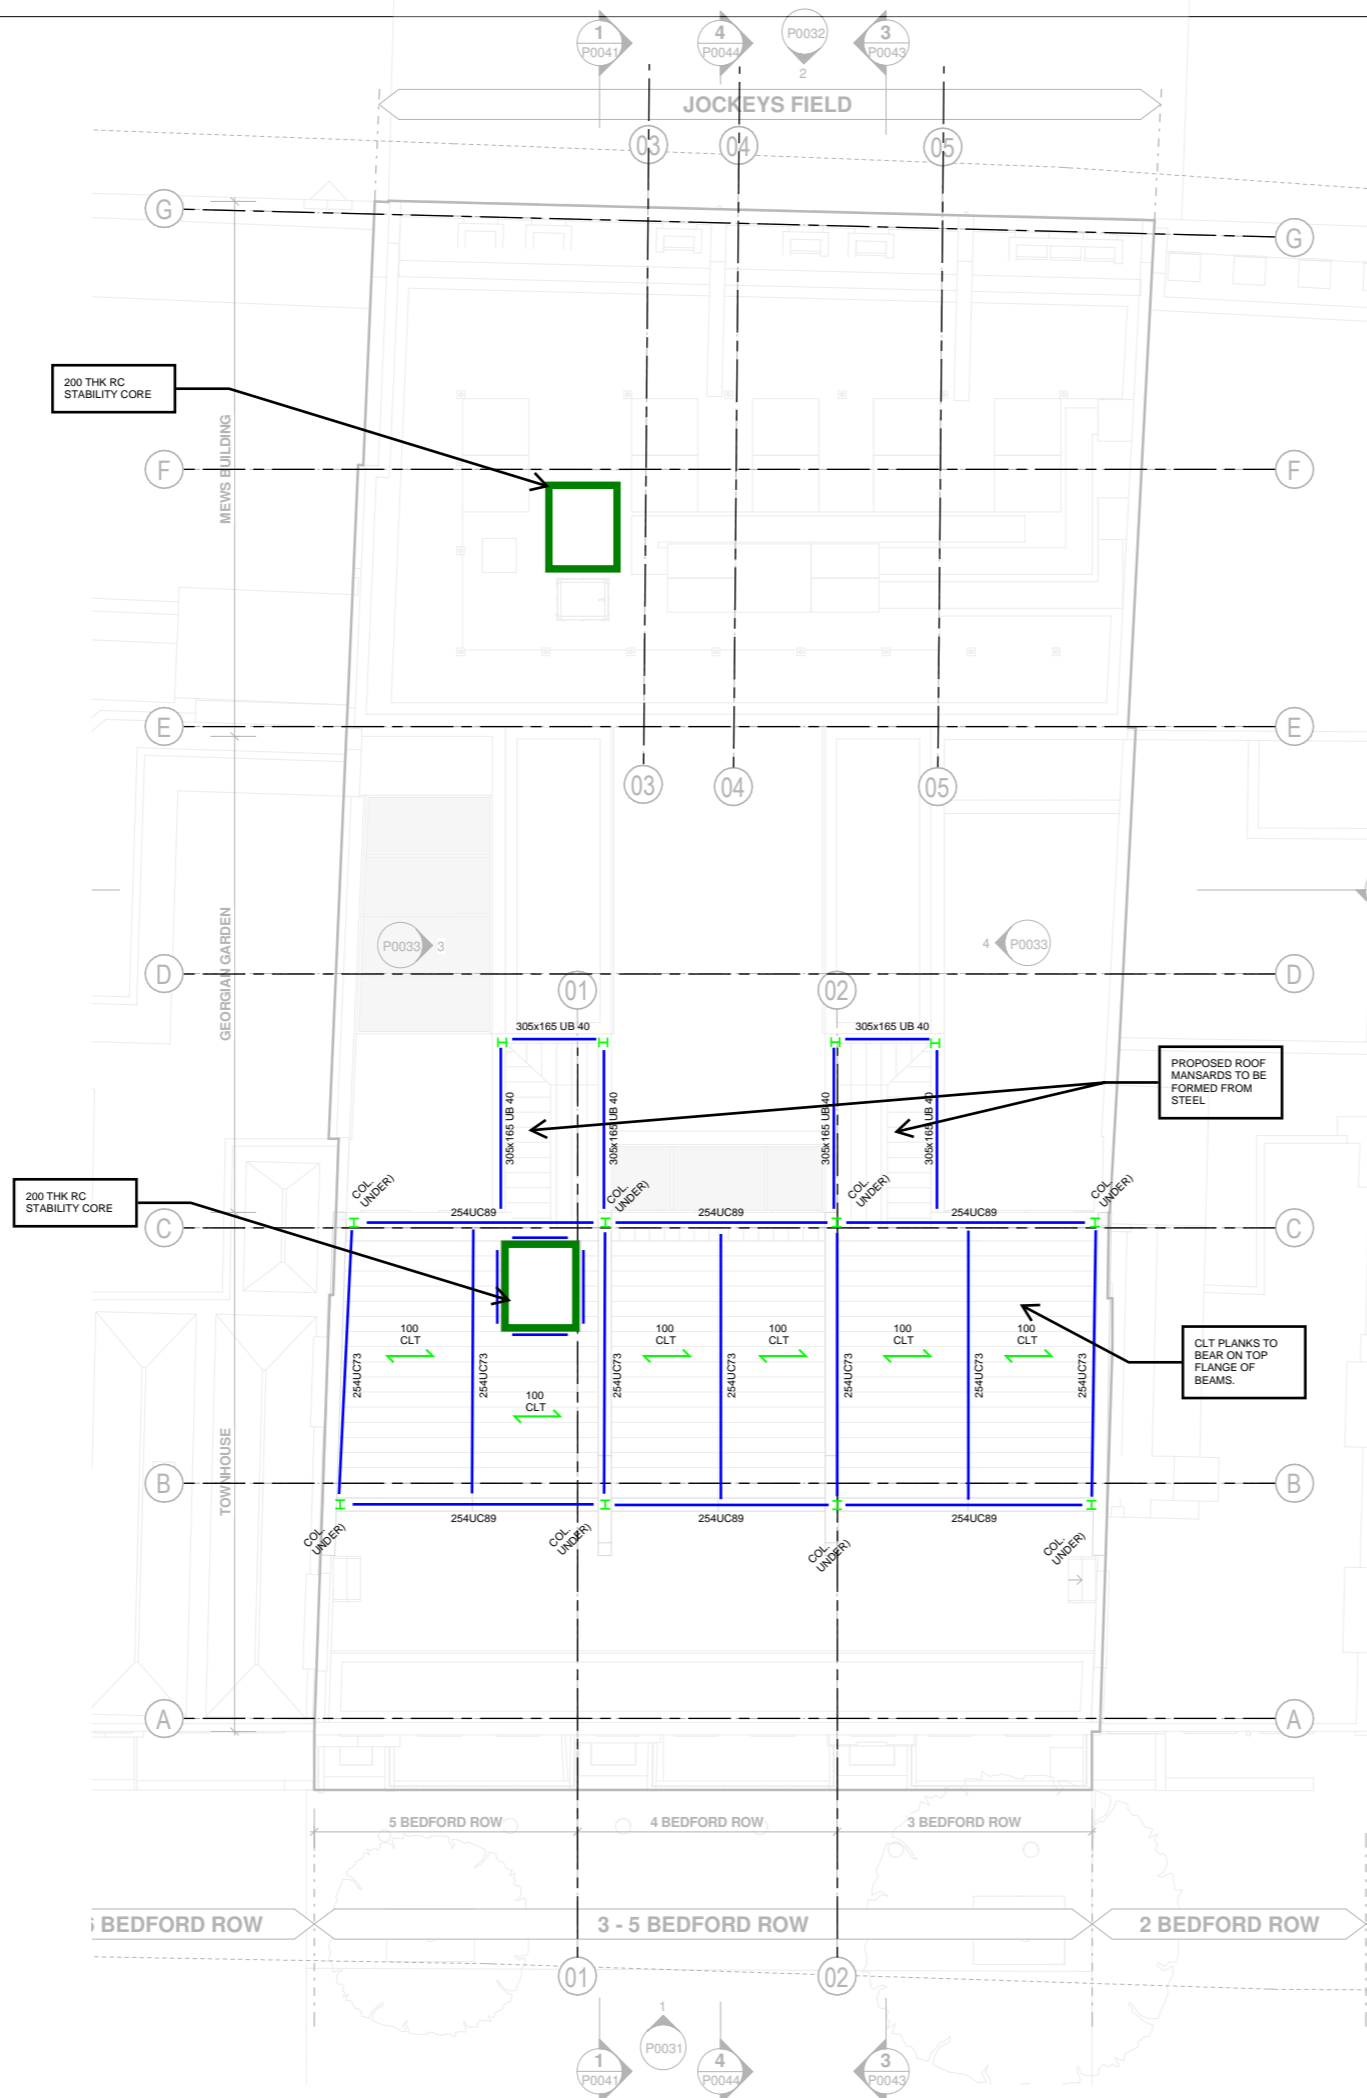 1
P0041
4
P0044
P0032
2
3
P0043
JOCKEYS FIELD
03
04
05
G
G
200 THK RC
STABILITY CORE
MEWS BUILDING
F
F
E
E
03
04
05
GEORGIAN GARDEN
P0033
3
4
P0033
D
D
01
02
305x165 UB 40
305x165 UB 40
305x165 UB 40
305x165 UB 40
305x165 UB 40
305x165 UB 40
PROPOSED ROOF
MANSARDS TO BE
FORMED FROM
STEEL
200 THK RC
STABILITY CORE
COL.
UNDER)
COL.
UNDER)
COL.
UNDER)
COL.
UNDER)
254UC89
254UC89
254UC89
C
C
100
CLT
100
CLT
100
CLT
100
CLT
100
CLT
100
CLT
254UC73
254UC73
254UC73
254UC73
254UC73
254UC73
254UC73
CLT PLANKS TO
BEAR ON TOP
FLANGE OF
BEAMS.
TOWNHOUSE
B
B
254UC89
254UC89
254UC89
COL.
UNDER)
COL.
UNDER)
COL.
UNDER)
COL.
UNDER)
A
A
5 BEDFORD ROW
4 BEDFORD ROW
3 BEDFORD ROW
BEDFORD ROW
3 - 5 BEDFORD ROW
2 BEDFORD ROW
01
02
1
P0041
1
P0031
4
P0044
3
P0043